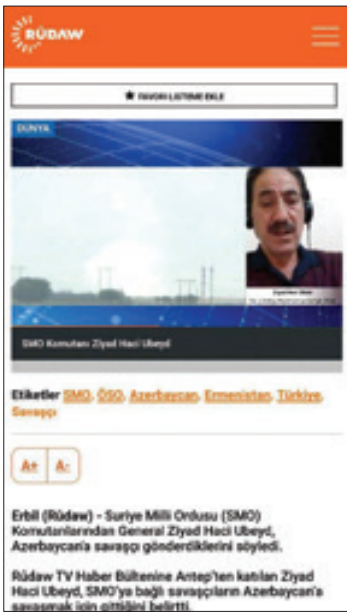 RÛDAW
★ FAVORİ LİSTEME EKLE
DÜNYA
SMO Komutanı Ziyad Haci Ubeyd
Etiketler SMO, ÖSO, Azerbaycan, Ermenistan, Türkiye,
Savaşçı
A+ A-
Erbil (Rûdaw) - Suriye Milli Ordusu (SMO)
Komutanlarından General Ziyad Haci Ubeyd,
Azerbaycan'a savaşçı gönderdiklerini söyledi.
Rûdaw TV Haber Bültenine Antep'ten katılan Ziyad
Haci Ubeyd, SMO'ya bağlı savaşçıların Azerbaycan'a
savaşmak için gittiğini belirtti.